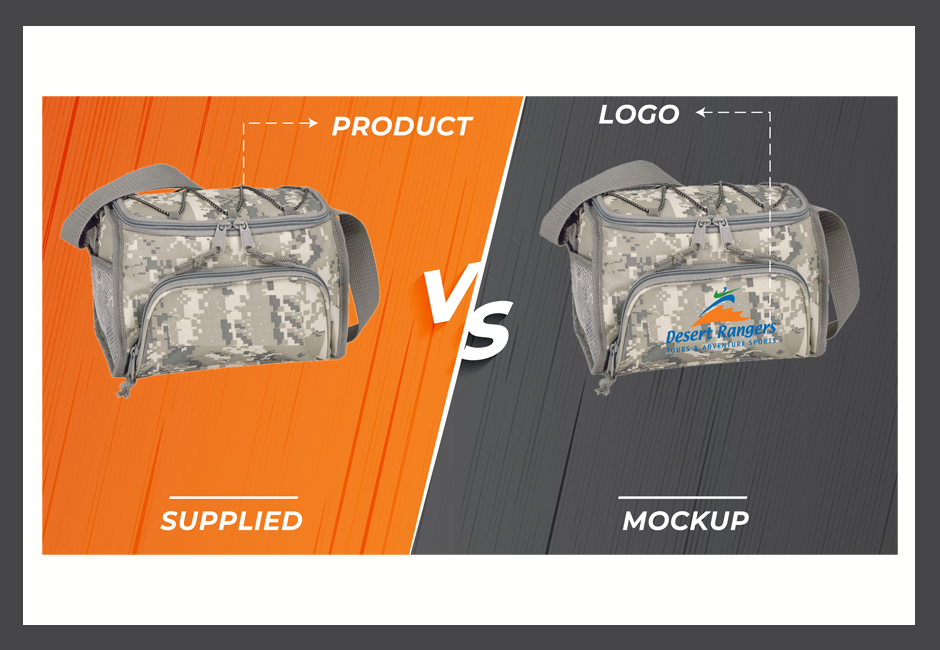 PRODUCT
LOGO
VS
Desert Rangers
TOURS & ADVENTURE SPORTS
SUPPLIED
MOCKUP